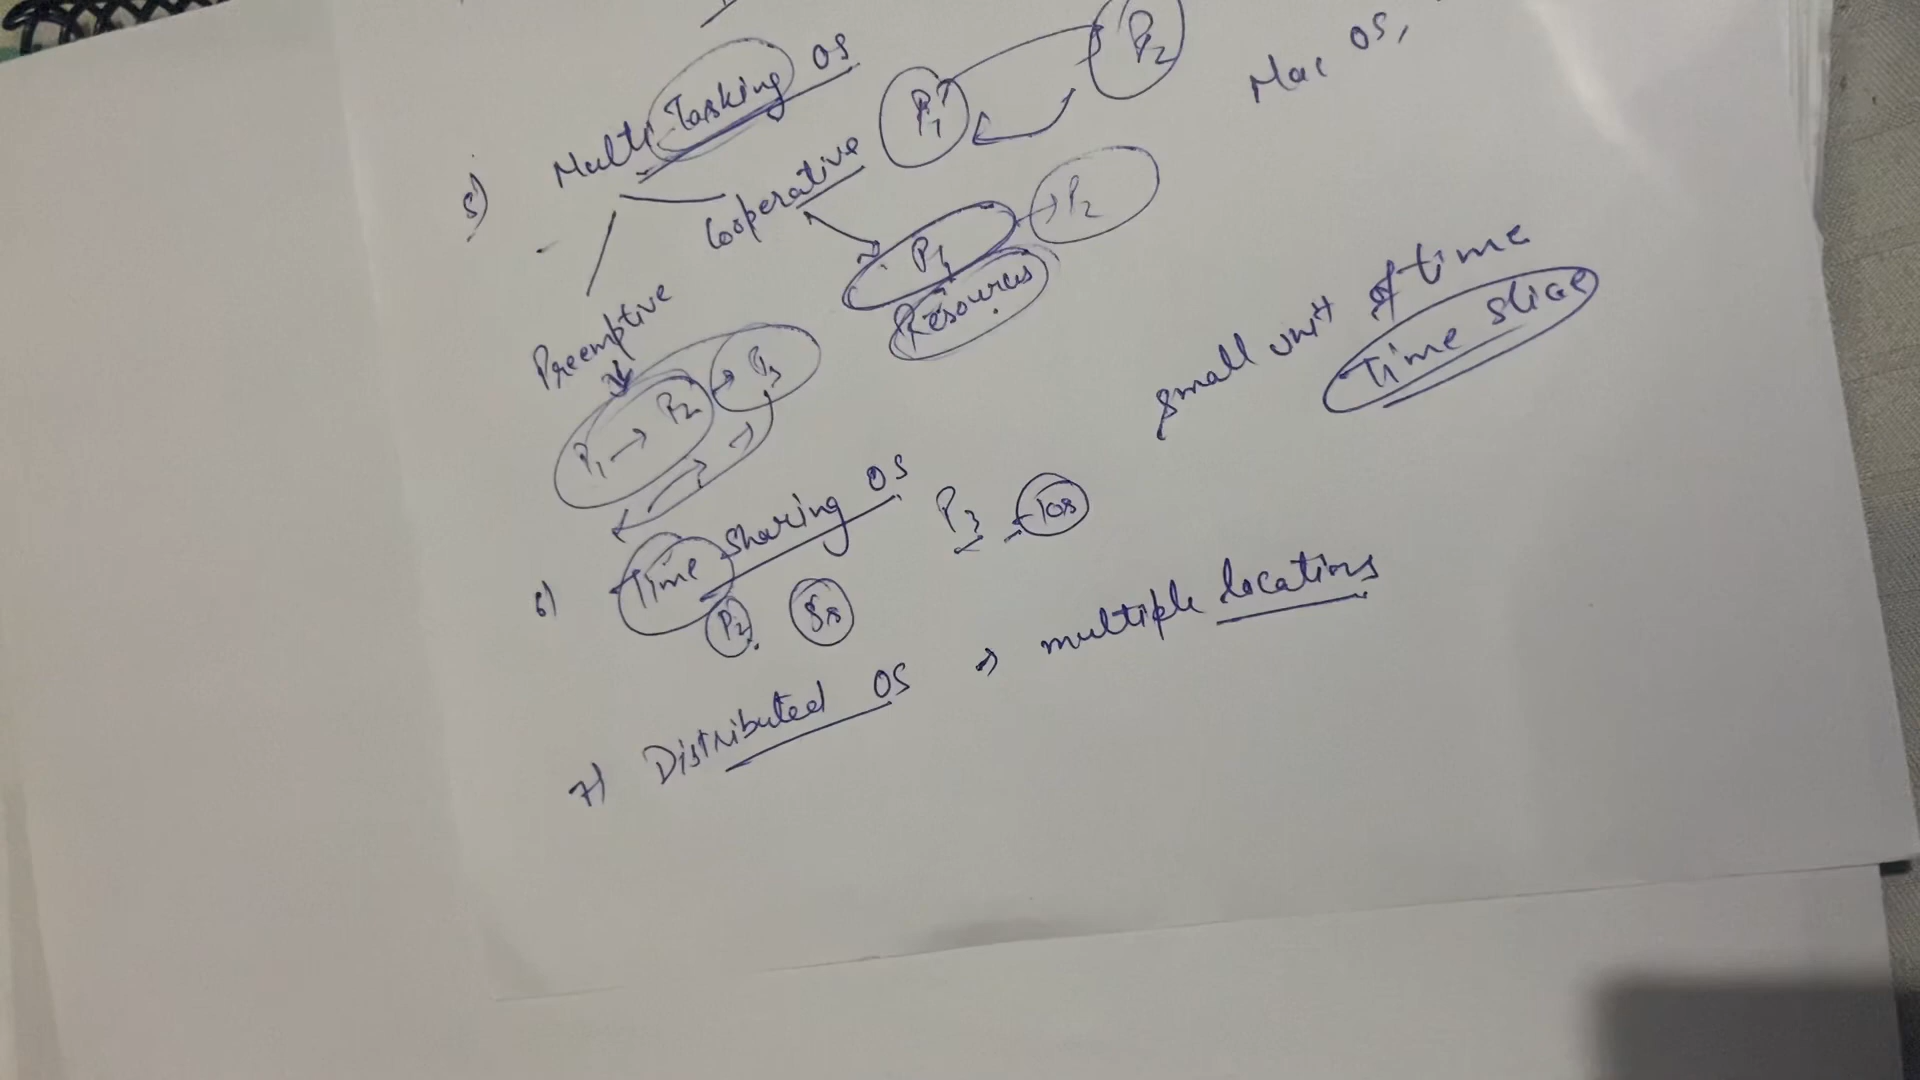 5) Multi Tasking OS
P1 P2
Mac OS,
Cooperative
P1 → P2
Resources
Preemptive
P1 → P2 → P3
small unit of time
Time slice
6) Time Sharing OS
P3 10s
P2
7) Distributed OS → multiple locations